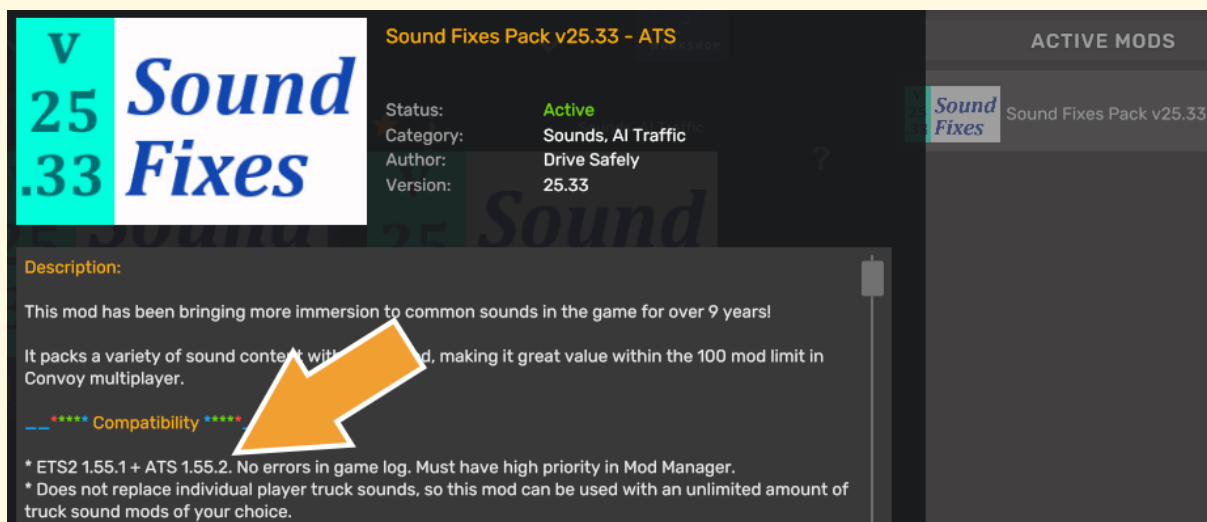 V
25
.33
Sound
Fixes
Sound Fixes Pack v25.33 - ATS
Status: Active
Category: Sounds, AI Traffic
Author: Drive Safely
Version: 25.33
ACTIVE MODS
Sound
Fixes
Sound Fixes Pack v25.33
Description:
This mod has been bringing more immersion to common sounds in the game for over 9 years!
It packs a variety of sound content, making it great value within the 100 mod limit in
Convoy multiplayer.
__***** Compatibility *****_
* ETS2 1.55.1 + ATS 1.55.2. No errors in game log. Must have high priority in Mod Manager.
* Does not replace individual player truck sounds, so this mod can be used with an unlimited amount of
truck sound mods of your choice.